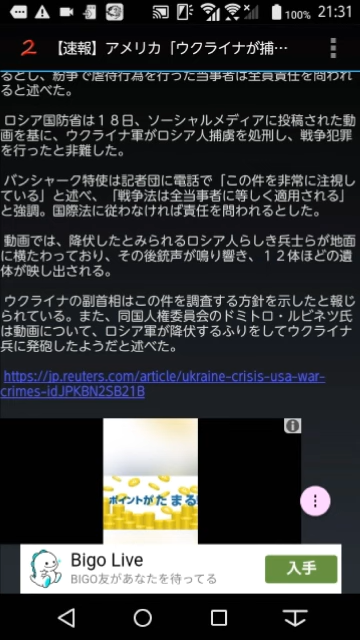 100% 21:31
2 【速報】アメリカ「ウクライナが捕…
るとし、紛争で虐待行為を行った当事者は全員責任を問われ
ると述べた。
ロシア国防省は１８日、ソーシャルメディアに投稿された動
画を基に、ウクライナ軍がロシア人捕虜を処刑し、戦争犯罪
を行ったと非難した。
バンシャーク特使は記者団に電話で「この件を非常に注視し
ている」と述べ、「戦争法は全当事者に等しく適用される」
と強調。国際法に従わなければ責任を問われるとした。
動画では、降伏したとみられるロシア人らしき兵士らが地面
に横たわっており、その後銃声が鳴り響き、１２体ほどの遺
体が映し出される。
ウクライナの副首相はこの件を調査する方針を示したと報じ
られている。また、同国人権委員会のドミトロ・ルビネツ氏
は動画について、ロシア軍が降伏するふりをしてウクライナ
兵に発砲したようだと述べた。
https://jp.reuters.com/article/ukraine-crisis-usa-war-
crimes-idJPKBN2SB21B
ポイントがたまる
Bigo Live
BIGO友があなたを待ってる
入手